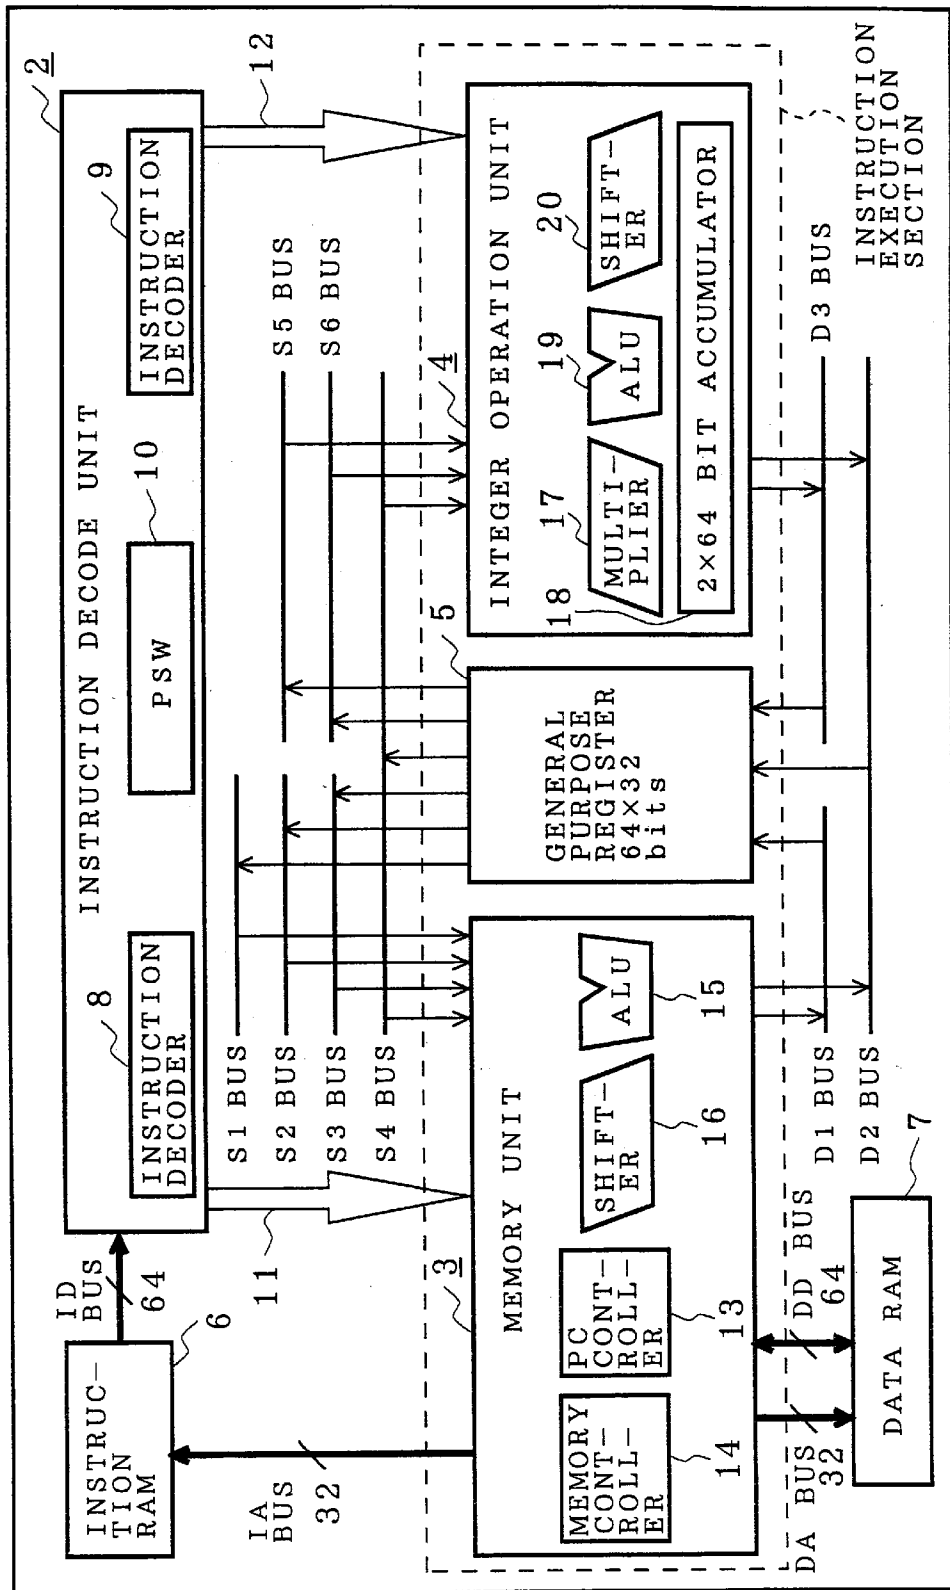 2
INSTRUCTION DECODE UNIT
8
INSTRUCTION
DECODER
10
PSW
9
INSTRUCTION
DECODER
ID
BUS
64
6
INSTRUC-
TION
RAM
IA
BUS
32
11
12
S1 BUS
S2 BUS
S3 BUS
S4 BUS
S5 BUS
S6 BUS
3
MEMORY UNIT
MEMORY
CONT-
ROLL-
ER
14
PC
CONT-
ROLL-
ER
13
SHIFT-
ER
16
ALU
15
5
GENERAL
PURPOSE
REGISTER
64×32
bits
4
INTEGER OPERATION UNIT
17
MULTI-
PLIER
19
ALU
20
SHIFT-
ER
18
2×64 BIT ACCUMULATOR
INSTRUCTION
EXECUTION
SECTION
D1 BUS
D2 BUS
D3 BUS
DA BUS
32
DD BUS
64
7
DATA RAM